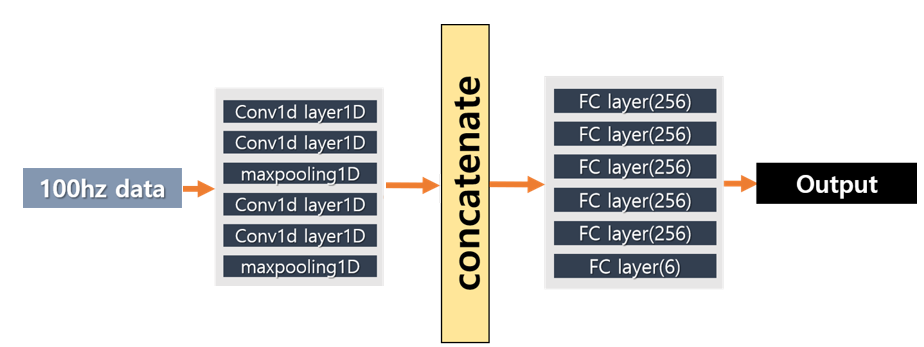 100hz data
Conv1d layer1D
Conv1d layer1D
maxpooling1D
Conv1d layer1D
Conv1d layer1D
maxpooling1D
concatenate
FC layer(256)
FC layer(256)
FC layer(256)
FC layer(256)
FC layer(256)
FC layer(6)
Output